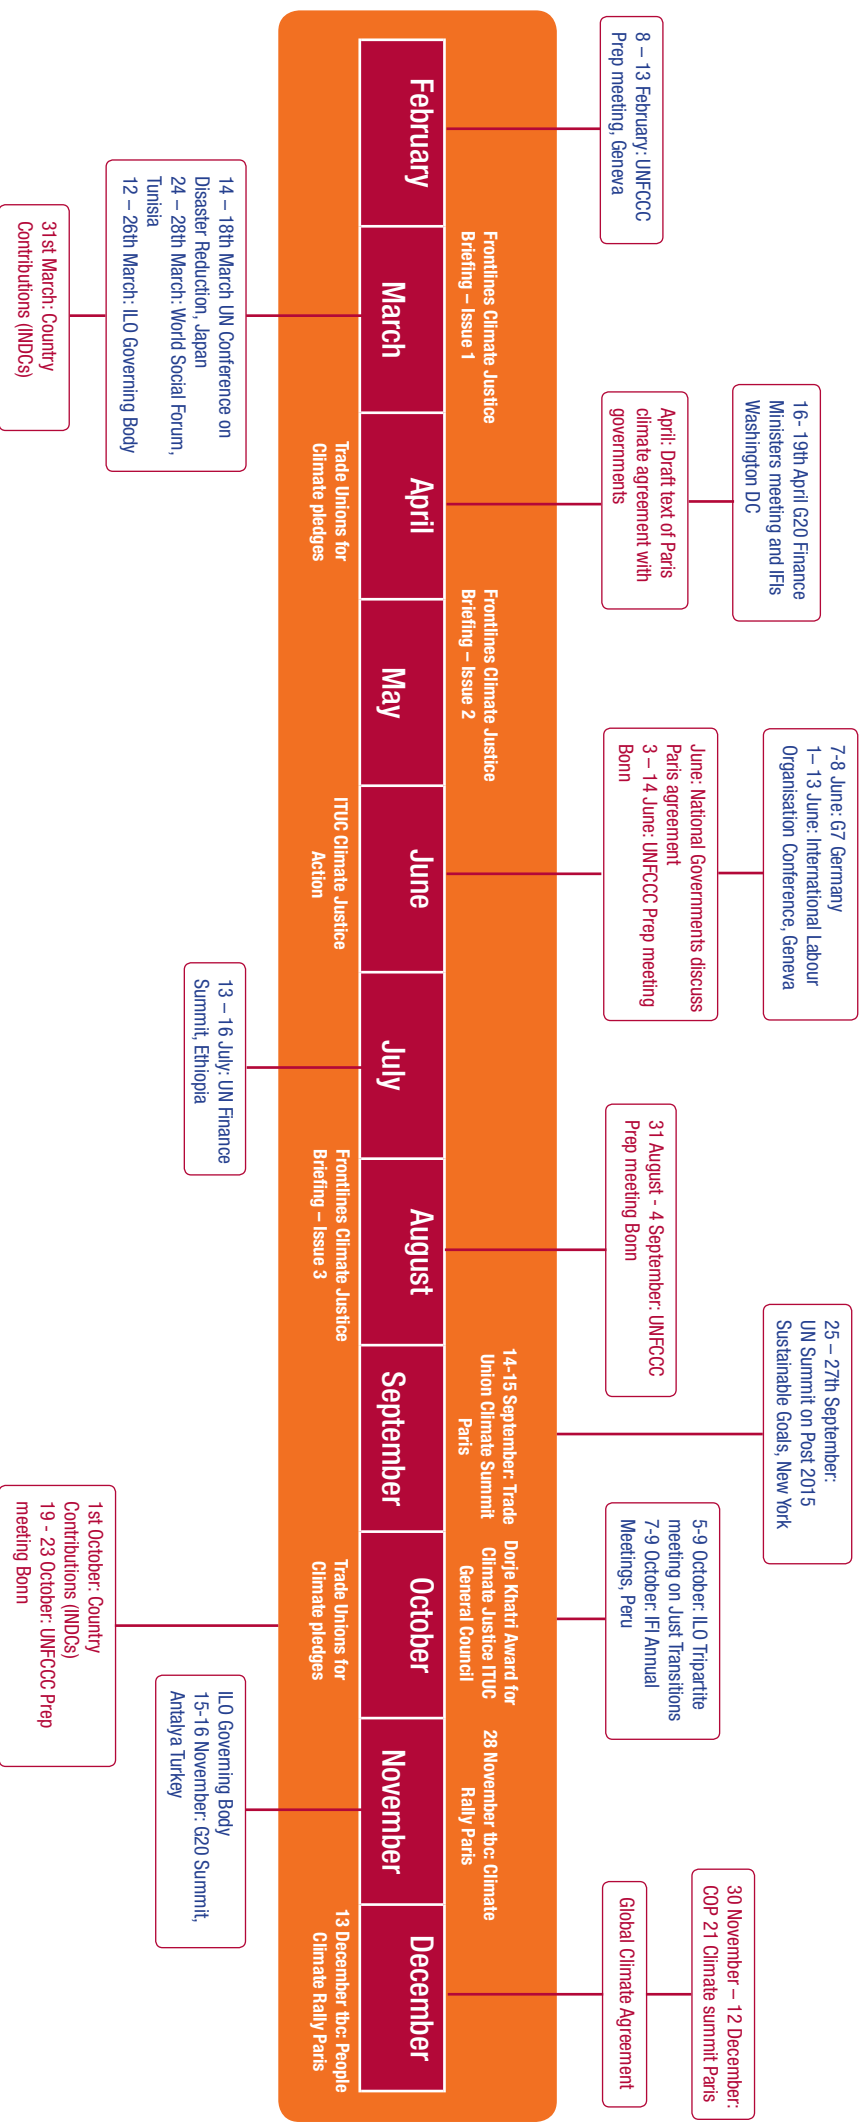 8 – 13 February: UNFCCC
Prep meeting, Geneva
16- 19th April G20 Finance
Ministers meeting and IFIs
Washington DC
April: Draft text of Paris
climate agreement with
governments
7-8 June: G7 Germany
1– 13 June: International Labour
Organisation Conference, Geneva
June: National Governments discuss
Paris agreement
3 – 14 June: UNFCCC Prep meeting
Bonn
31 August - 4 September: UNFCCC
Prep meeting Bonn
25 – 27th September:
UN Summit on Post 2015
Sustainable Goals, New York
5-9 October: ILO Tripartite
meeting on Just Transitions
7-9 October: IFI Annual
Meetings, Peru
30 November – 12 December:
COP 21 Climate summit Paris
Global Climate Agreement
Frontlines Climate Justice
Briefing – Issue 1
Frontlines Climate Justice
Briefing – Issue 2
14-15 September: Trade
Union Climate Summit
Paris
Dorje Khatri Award for
Climate Justice ITUC
General Council
28 November tbc: Climate
Rally Paris
February
March
April
May
June
July
August
September
October
November
December
Trade Unions for
Climate pledges
ITUC Climate Justice
Action
Frontlines Climate Justice
Briefing – Issue 3
Trade Unions for
Climate pledges
13 December tbc: People
Climate Rally Paris
14 – 18th March UN Conference on
Disaster Reduction, Japan
24 – 28th March: World Social Forum,
Tunisia
12 – 26th March: ILO Governing Body
31st March: Country
Contributions (INDCs)
13 – 16 July: UN Finance
Summit, Ethiopia
1st October: Country
Contributions (INDCs)
19 - 23 October: UNFCCC Prep
meeting Bonn
ILO Governing Body
15-16 November: G20 Summit,
Antalya Turkey